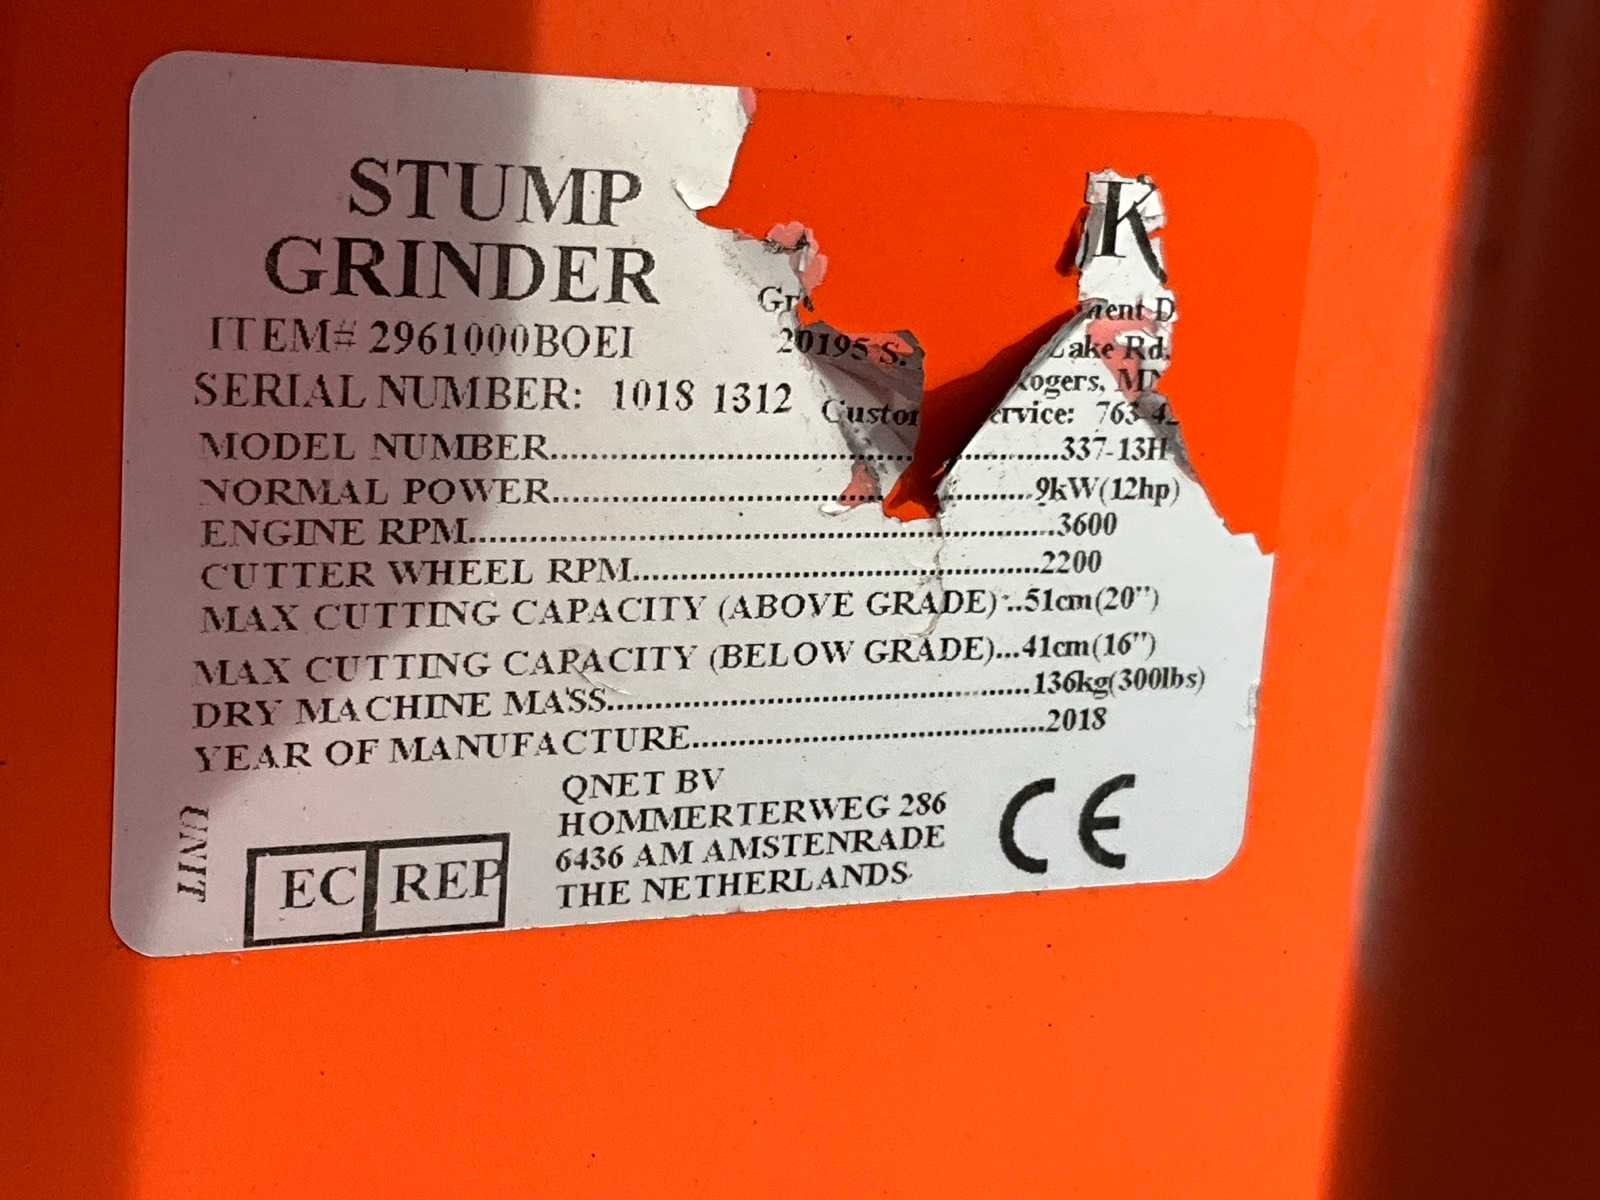 STUMP
GRINDER
K
ITEM# 2961000BOEI
20195 S. Lake Rd.
SERIAL NUMBER: 1018 1312
MODEL NUMBER 337-13H
NORMAL POWER 9kW(12hp)
ENGINE RPM 3600
CUTTER WHEEL RPM 2200
MAX CUTTING CAPACITY (ABOVE GRADE) 51cm(20")
MAX CUTTING CAPACITY (BELOW GRADE) 41cm(16")
DRY MACHINE MASS 136kg(300lbs)
YEAR OF MANUFACTURE 2018
QNET BV
HOMMERTERWEG 286
6436 AM AMSTENRADE
THE NETHERLANDS
UNIT
EC REP
CE